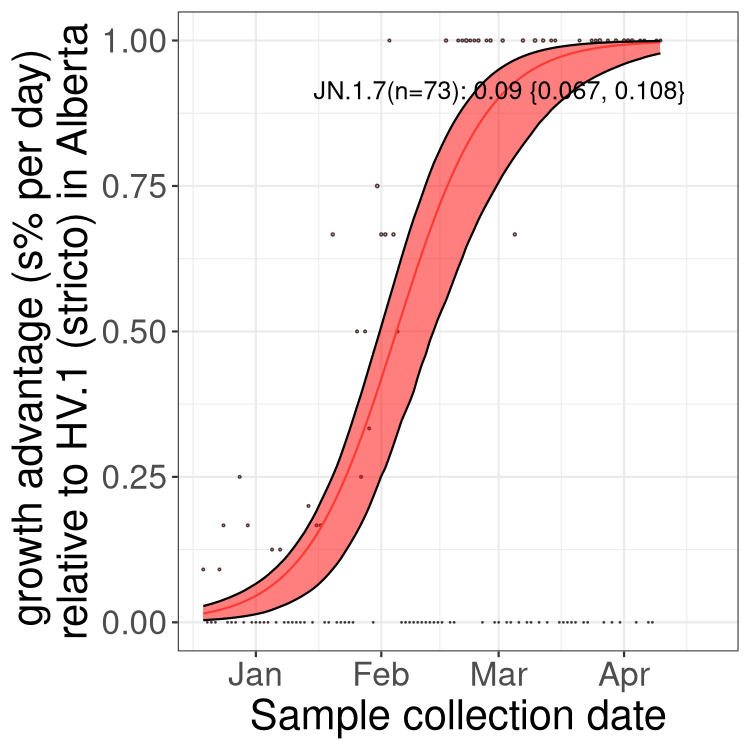 growth advantage (s% per day)
relative to HV.1 (stricto) in Alberta
1.00
JN.1.7(n=73): 0.09 {0.067, 0.108}
0.75
0.50
0.25
0.00
Jan Feb Mar Apr
Sample collection date